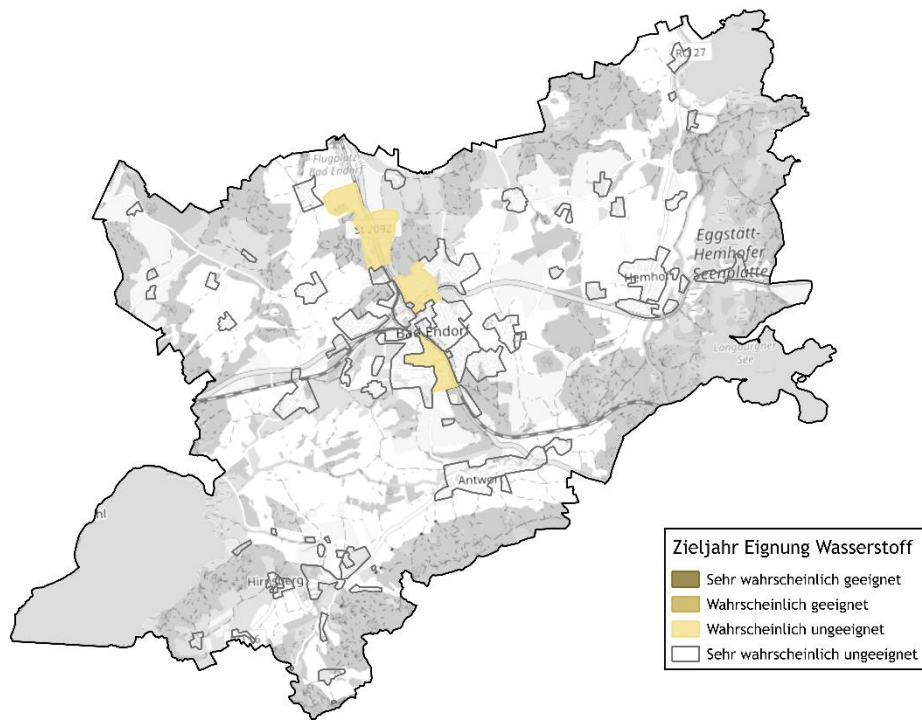 RO 27
Flugplatz
Bad Endorf
St 2092
Eggstätt-
Hemhofer
Seenplatte
Hemhof
Bad Endorf
Langbürgner
See
Antwort
Hirnsberg
Zieljahr Eignung Wasserstoff
Sehr wahrscheinlich geeignet
Wahrscheinlich geeignet
Wahrscheinlich ungeeignet
Sehr wahrscheinlich ungeeignet